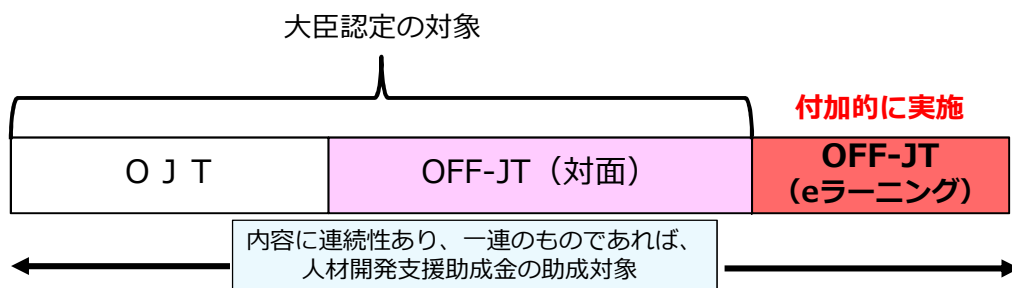 大臣認定の対象
付加的に実施
ＯＪＴ
OFF-JT（対面）
OFF-JT
（eラーニング）
内容に連続性あり、一連のものであれば、
人材開発支援助成金の助成対象